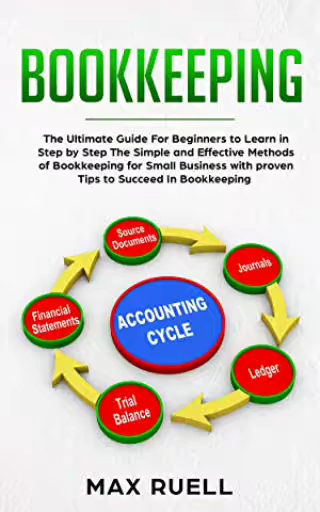 BOOKKEEPING
The Ultimate Guide For Beginners to Learn in
Step by Step The Simple and Effective Methods
of Bookkeeping for Small Business with proven
Tips to Succeed In Bookkeeping
Source
Documents
Journals
Financial
Statements
ACCOUNTING
CYCLE
Ledger
Trial
Balance
MAX RUELL